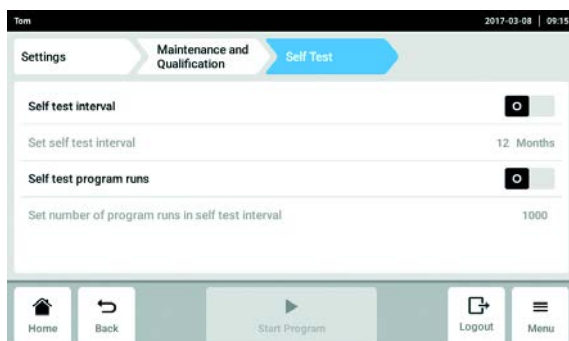 Tom 2017-03-08 | 09:15
Settings
Maintenance and
Qualification
Self Test
Self test interval O
Set self test interval 12 Months
Self test program runs O
Set number of program runs in self test interval 1000
Home Back Start Program Logout Menu